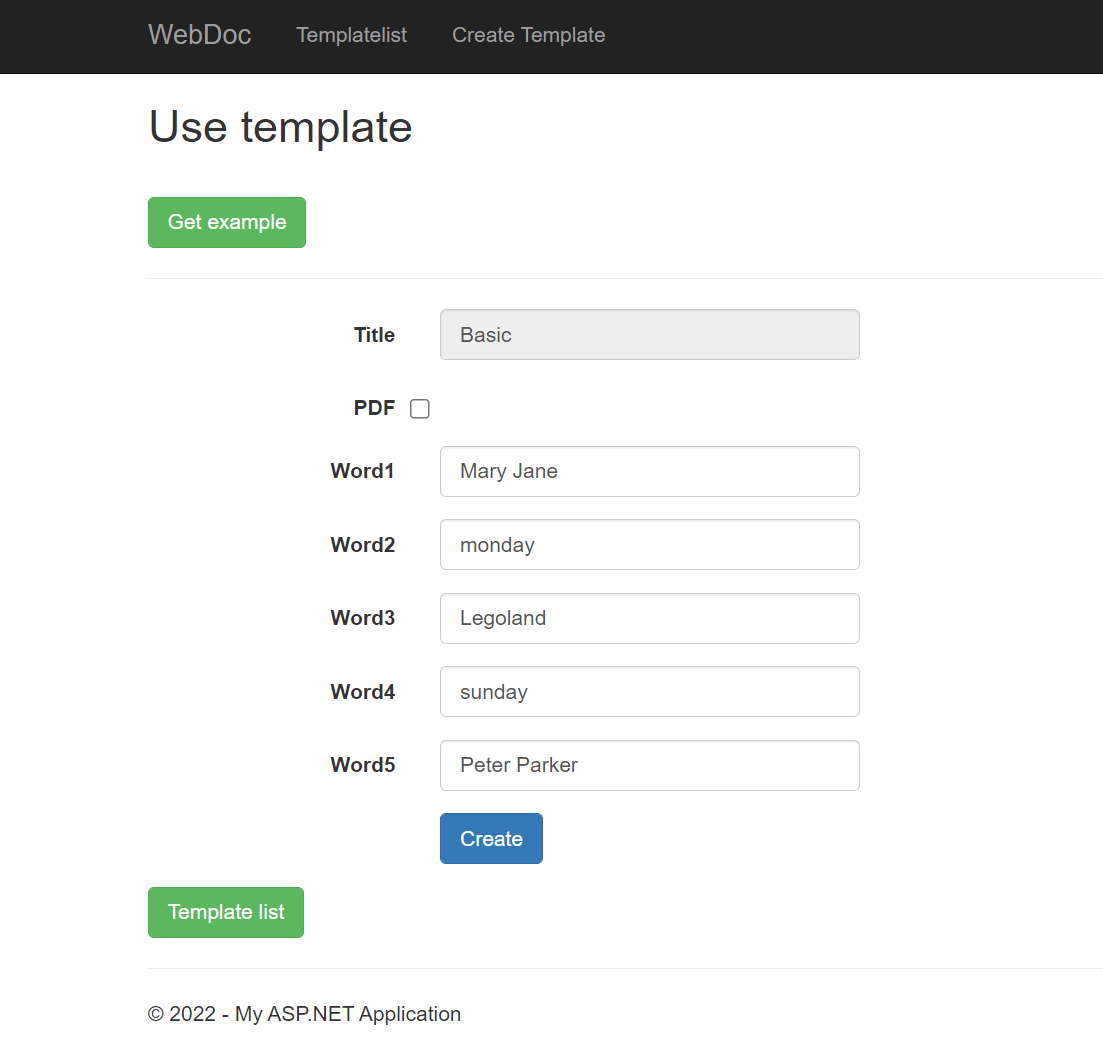 WebDoc Templatelist Create Template
Use template
Get example
Title Basic
PDF
Word1 Mary Jane
Word2 monday
Word3 Legoland
Word4 sunday
Word5 Peter Parker
Create
Template list
© 2022 - My ASP.NET Application